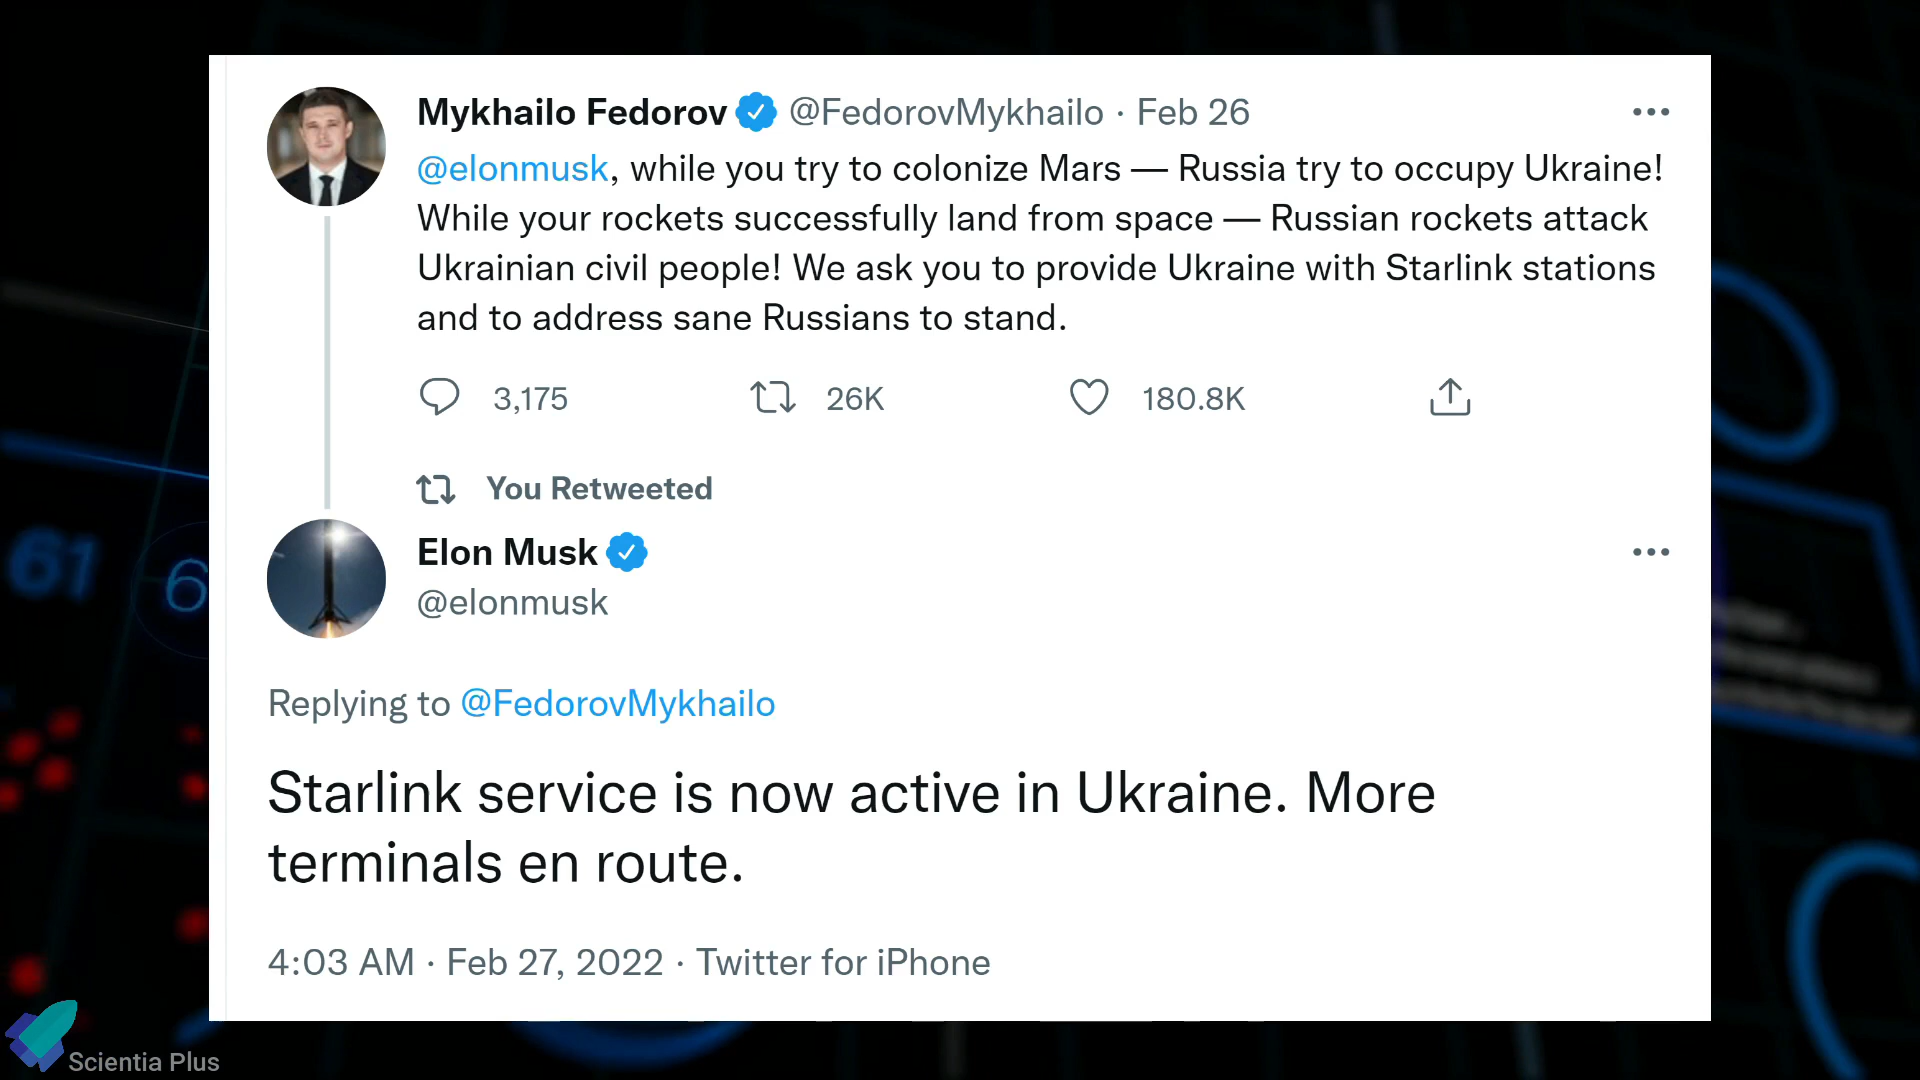 Mykhailo Fedorov @FedorovMykhailo · Feb 26
@elonmusk, while you try to colonize Mars — Russia try to occupy Ukraine!
While your rockets successfully land from space — Russian rockets attack
Ukrainian civil people! We ask you to provide Ukraine with Starlink stations
and to address sane Russians to stand.
3,175 26K 180.8K
You Retweeted
Elon Musk
@elonmusk
Replying to @FedorovMykhailo
Starlink service is now active in Ukraine. More
terminals en route.
4:03 AM · Feb 27, 2022 · Twitter for iPhone
61
6
Scientia Plus